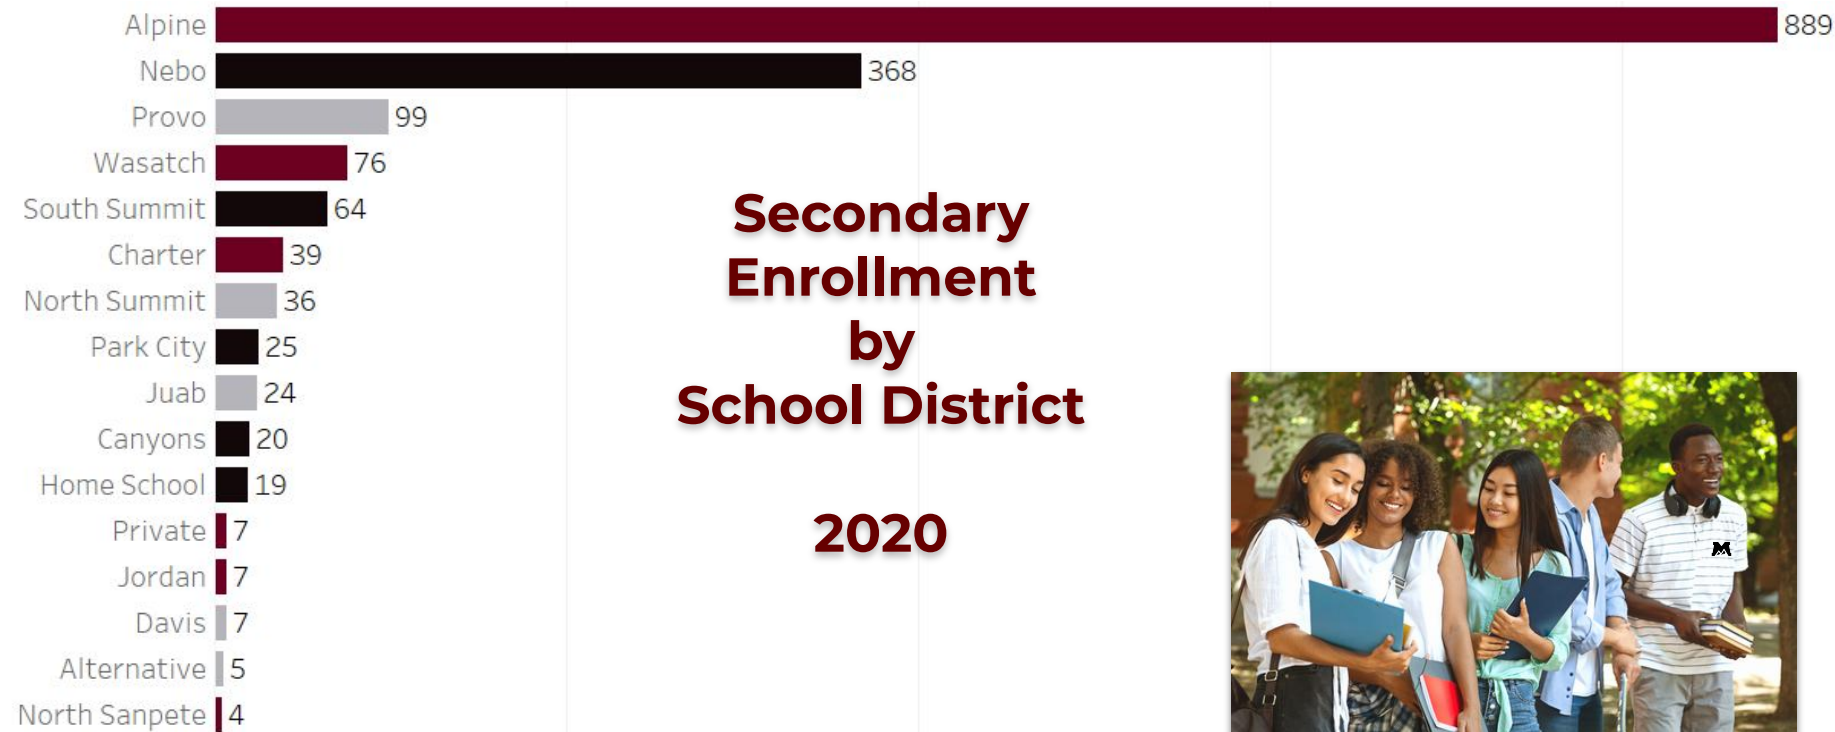 Alpine 889
Nebo 368
Provo 99
Wasatch 76
South Summit 64
Charter 39
North Summit 36
Park City 25
Juab 24
Canyons 20
Home School 19
Private 7
Jordan 7
Davis 7
Alternative 5
North Sanpete 4
Secondary
Enrollment
by
School District
2020
M